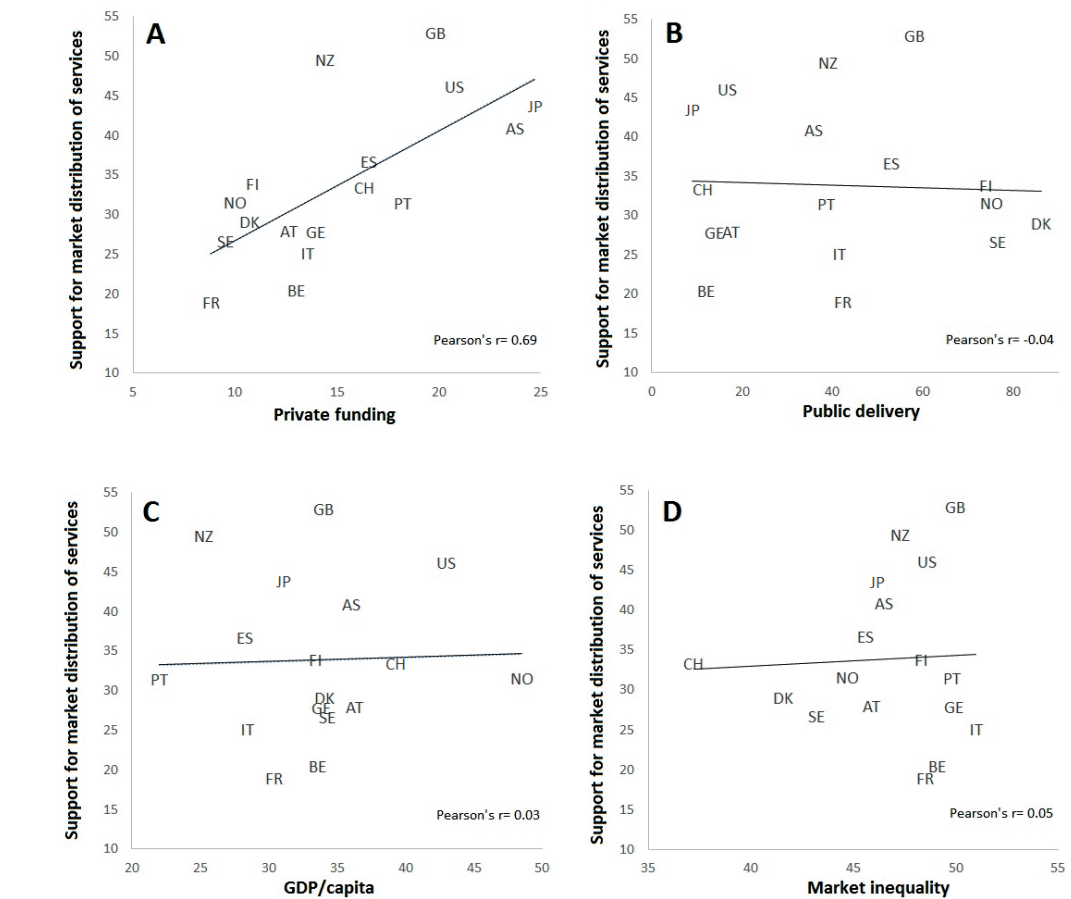 A
Support for market distribution of services
55
50
45
40
35
30
25
20
15
10
GB
NZ
US
JP
AS
ES
FI
CH
NO
PT
DK
AT GE
SE
IT
BE
FR
Pearson's r= 0.69
5 10 15 20 25
Private funding
B
Support for market distribution of services
55
50
45
40
35
30
25
20
15
10
GB
NZ
US
JP
AS
ES
FI
CH
PT
NO
DK
GE AT
SE
IT
BE
FR
Pearson's r= -0.04
0 20 40 60 80
Public delivery
C
Support for market distribution of services
55
50
45
40
35
30
25
20
15
10
GB
NZ
US
JP
AS
ES
FI
CH
PT
NO
DK
GE
AT
SE
IT
BE
FR
Pearson's r= 0.03
20 25 30 35 40 45 50
GDP/capita
D
Support for market distribution of services
55
50
45
40
35
30
25
20
15
10
GB
NZ
US
JP
AS
ES
FI
CH
NO
PT
DK
AT
GE
SE
IT
BE
FR
Pearson's r= 0.05
35 40 45 50 55
Market inequality